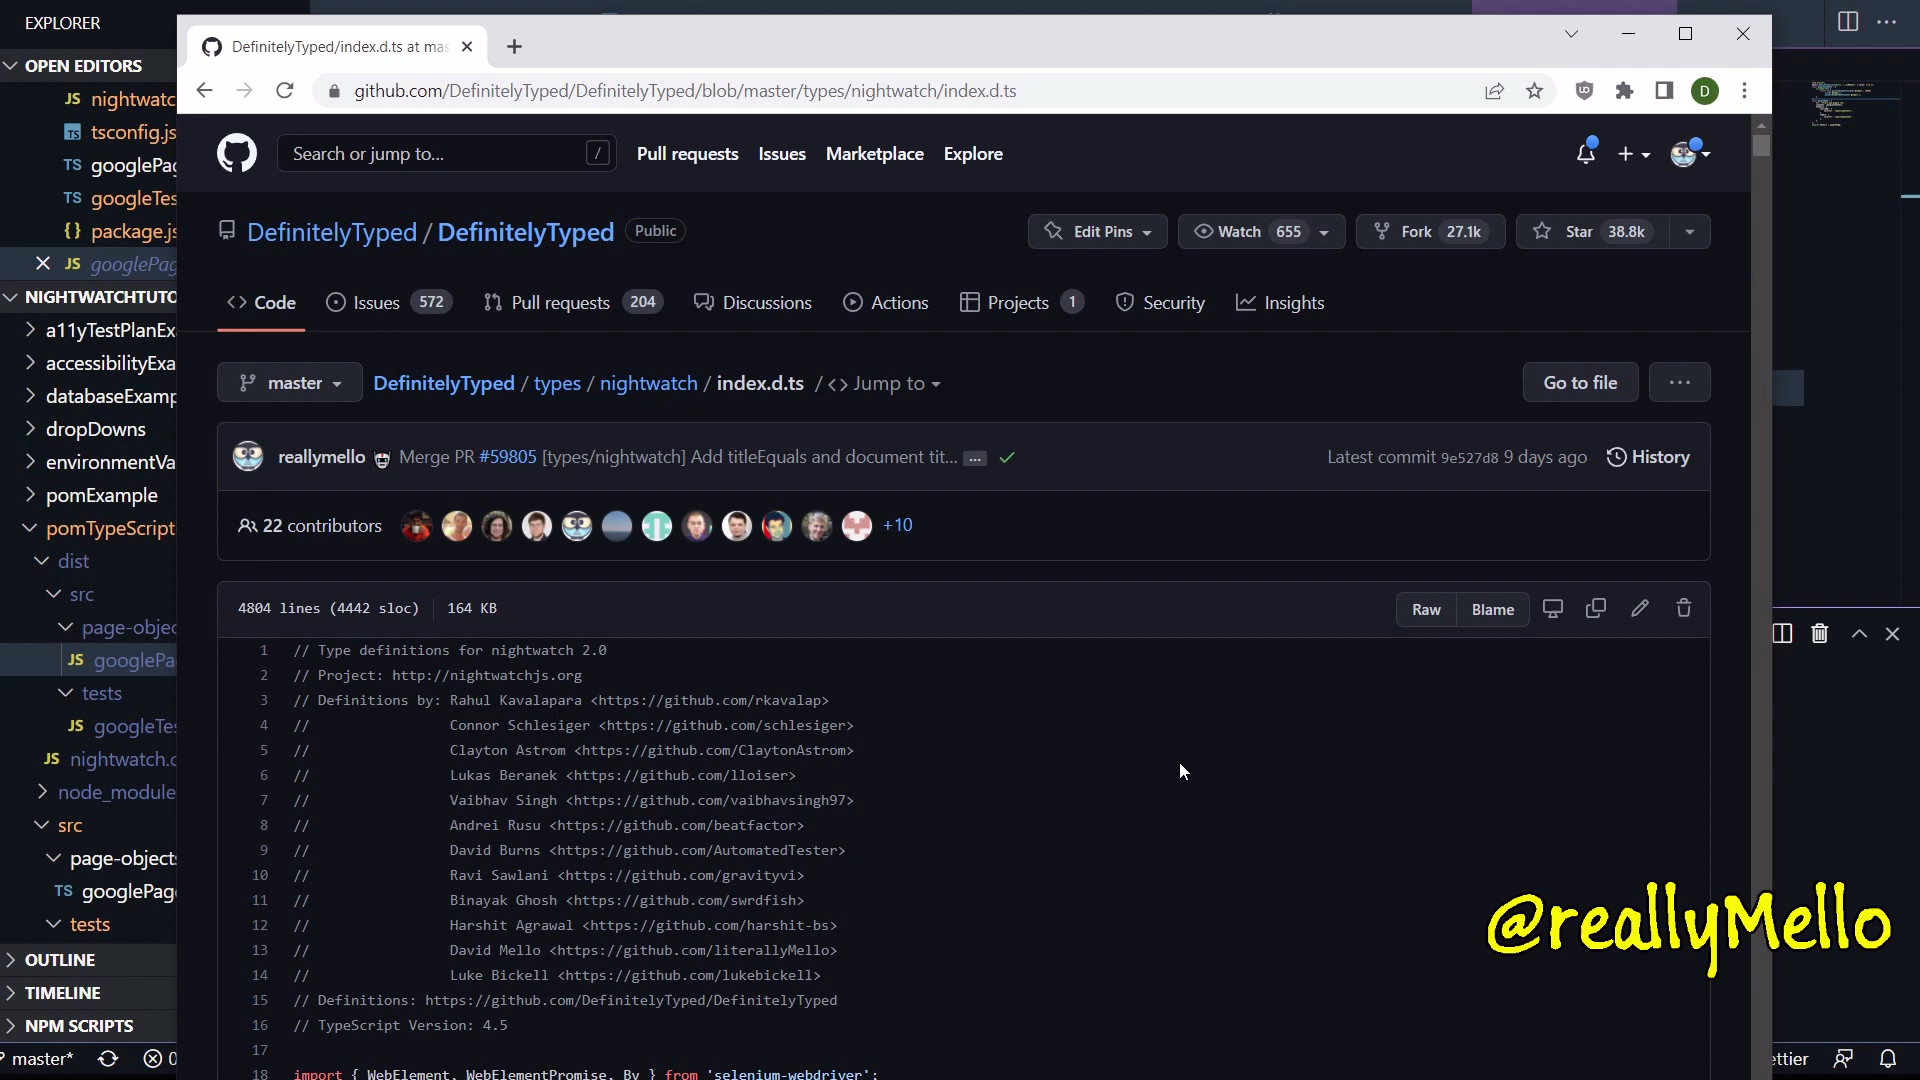 EXPLORER
OPEN EDITORS
JS nightwatc
TS tsconfig.js
TS googlePag
TS googleTes
{} package.js
JS googlePag
NIGHTWATCHTUTO
a11yTestPlanEx
accessibilityExa
databaseExamp
dropDowns
environmentVa
pomExample
pomTypeScript
dist
src
page-objec
JS googlePa
tests
JS googleTes
JS nightwatch.c
node_module
src
page-objects
TS googlePag
tests
OUTLINE
TIMELINE
NPM SCRIPTS
master* 0
DefinitelyTyped/index.d.ts at mas
github.com/DefinitelyTyped/DefinitelyTyped/blob/master/types/nightwatch/index.d.ts
D
Search or jump to... / Pull requests Issues Marketplace Explore
DefinitelyTyped / DefinitelyTyped Public Edit Pins Watch 655 Fork 27.1k Star 38.8k
Code Issues 572 Pull requests 204 Discussions Actions Projects 1 Security Insights
master DefinitelyTyped / types / nightwatch / index.d.ts / <> Jump to Go to file ...
reallymello Merge PR #59805 [types/nightwatch] Add titleEquals and document tit... ... Latest commit 9e527d8 9 days ago History
22 contributors +10
4804 lines (4442 sloc) 164 KB Raw Blame
1 // Type definitions for nightwatch 2.0
2 // Project: http://nightwatchjs.org
3 // Definitions by: Rahul Kavalapara <https://github.com/rkavalap>
4 // Connor Schlesiger <https://github.com/schlesiger>
5 // Clayton Astrom <https://github.com/ClaytonAstrom>
6 // Lukas Beranek <https://github.com/lloiser>
7 // Vaibhav Singh <https://github.com/vaibhavsingh97>
8 // Andrei Rusu <https://github.com/beatfactor>
9 // David Burns <https://github.com/AutomatedTester>
10 // Ravi Sawlani <https://github.com/gravityvi>
11 // Binayak Ghosh <https://github.com/swrdfish>
12 // Harshit Agrawal <https://github.com/harshit-bs>
13 // David Mello <https://github.com/literallyMello>
14 // Luke Bickell <https://github.com/lukebickell>
15 // Definitions: https://github.com/DefinitelyTyped/DefinitelyTyped
16 // TypeScript Version: 4.5
17
18 import { WebElement, WebElementPromise, By } from 'selenium-webdriver';
@reallyMello
ettier